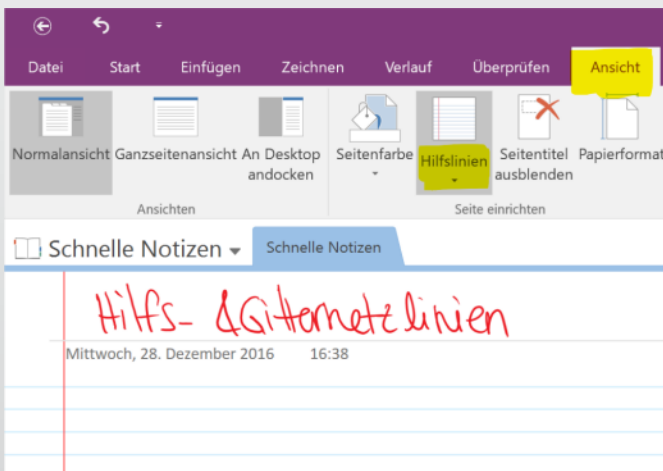 Datei Start Einfügen Zeichnen Verlauf Überprüfen Ansicht
Normalansicht Ganzseitenansicht An Desktop andocken Seitenfarbe Hilfslinien Seitentitel ausblenden Papierformat
Ansichten Seite einrichten
Schnelle Notizen Schnelle Notizen
Hilfs- & Gitternetzlinien
Mittwoch, 28. Dezember 2016 16:38